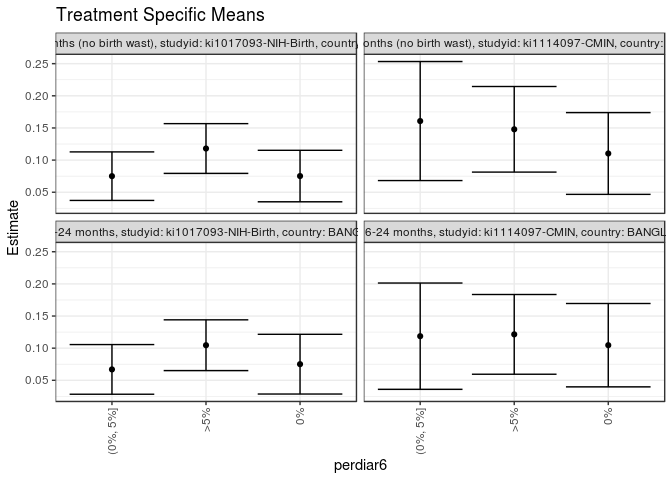 Treatment Specific Means
nths (no birth wast), studyid: ki1017093-NIH-Birth, country
onths (no birth wast), studyid: ki1114097-CMIN, country:
0.25
0.20
0.15
0.10
0.05
-24 months, studyid: ki1017093-NIH-Birth, country: BANG
6-24 months, studyid: ki1114097-CMIN, country: BANGL
0.25
0.20
0.15
0.10
0.05
Estimate
(0%, 5%]
>5%
0%
(0%, 5%]
>5%
0%
perdiar6